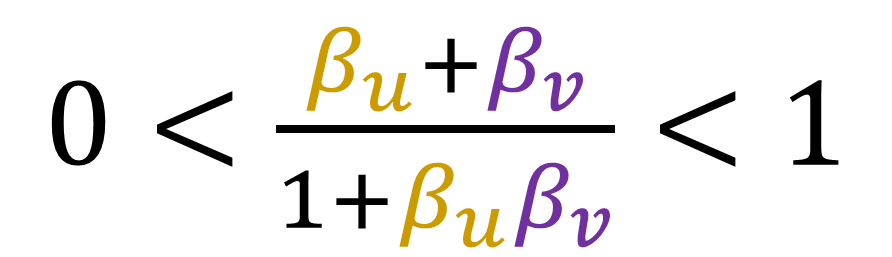 0 < (β_u + β_v) / (1 + β_u β_v) < 1